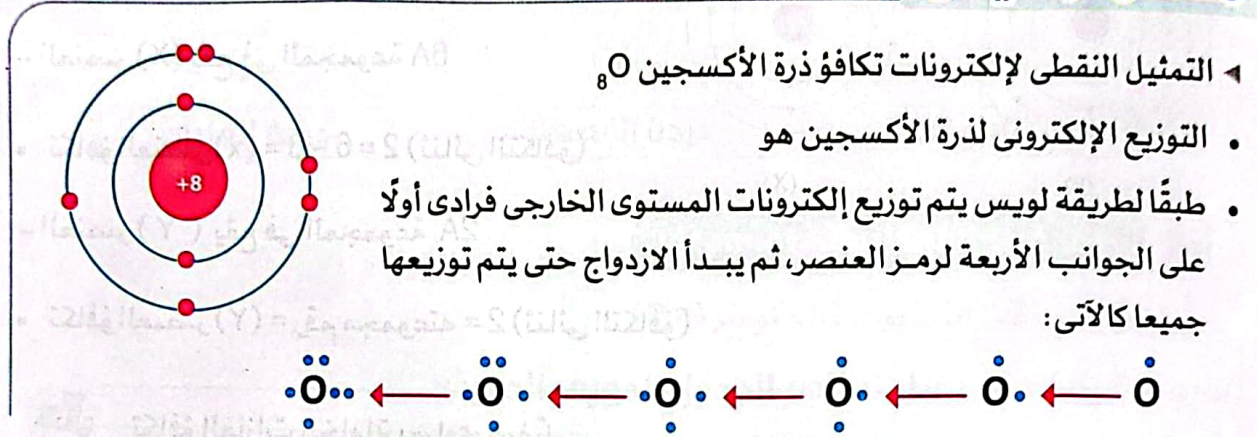 ◄ التمثيل النقطى لإلكترونات تكافؤ ذرة الأكسجين ₈O
• التوزيع الإلكترونى لذرة الأكسجين هو
• طبقًا لطريقة لويس يتم توزيع إلكترونات المستوى الخارجى فرادى أولًا
على الجوانب الأربعة لرمز العنصر، ثم يبدأ الازدواج حتى يتم توزيعها
جميعا كالآتى:
+8
O O O O O O